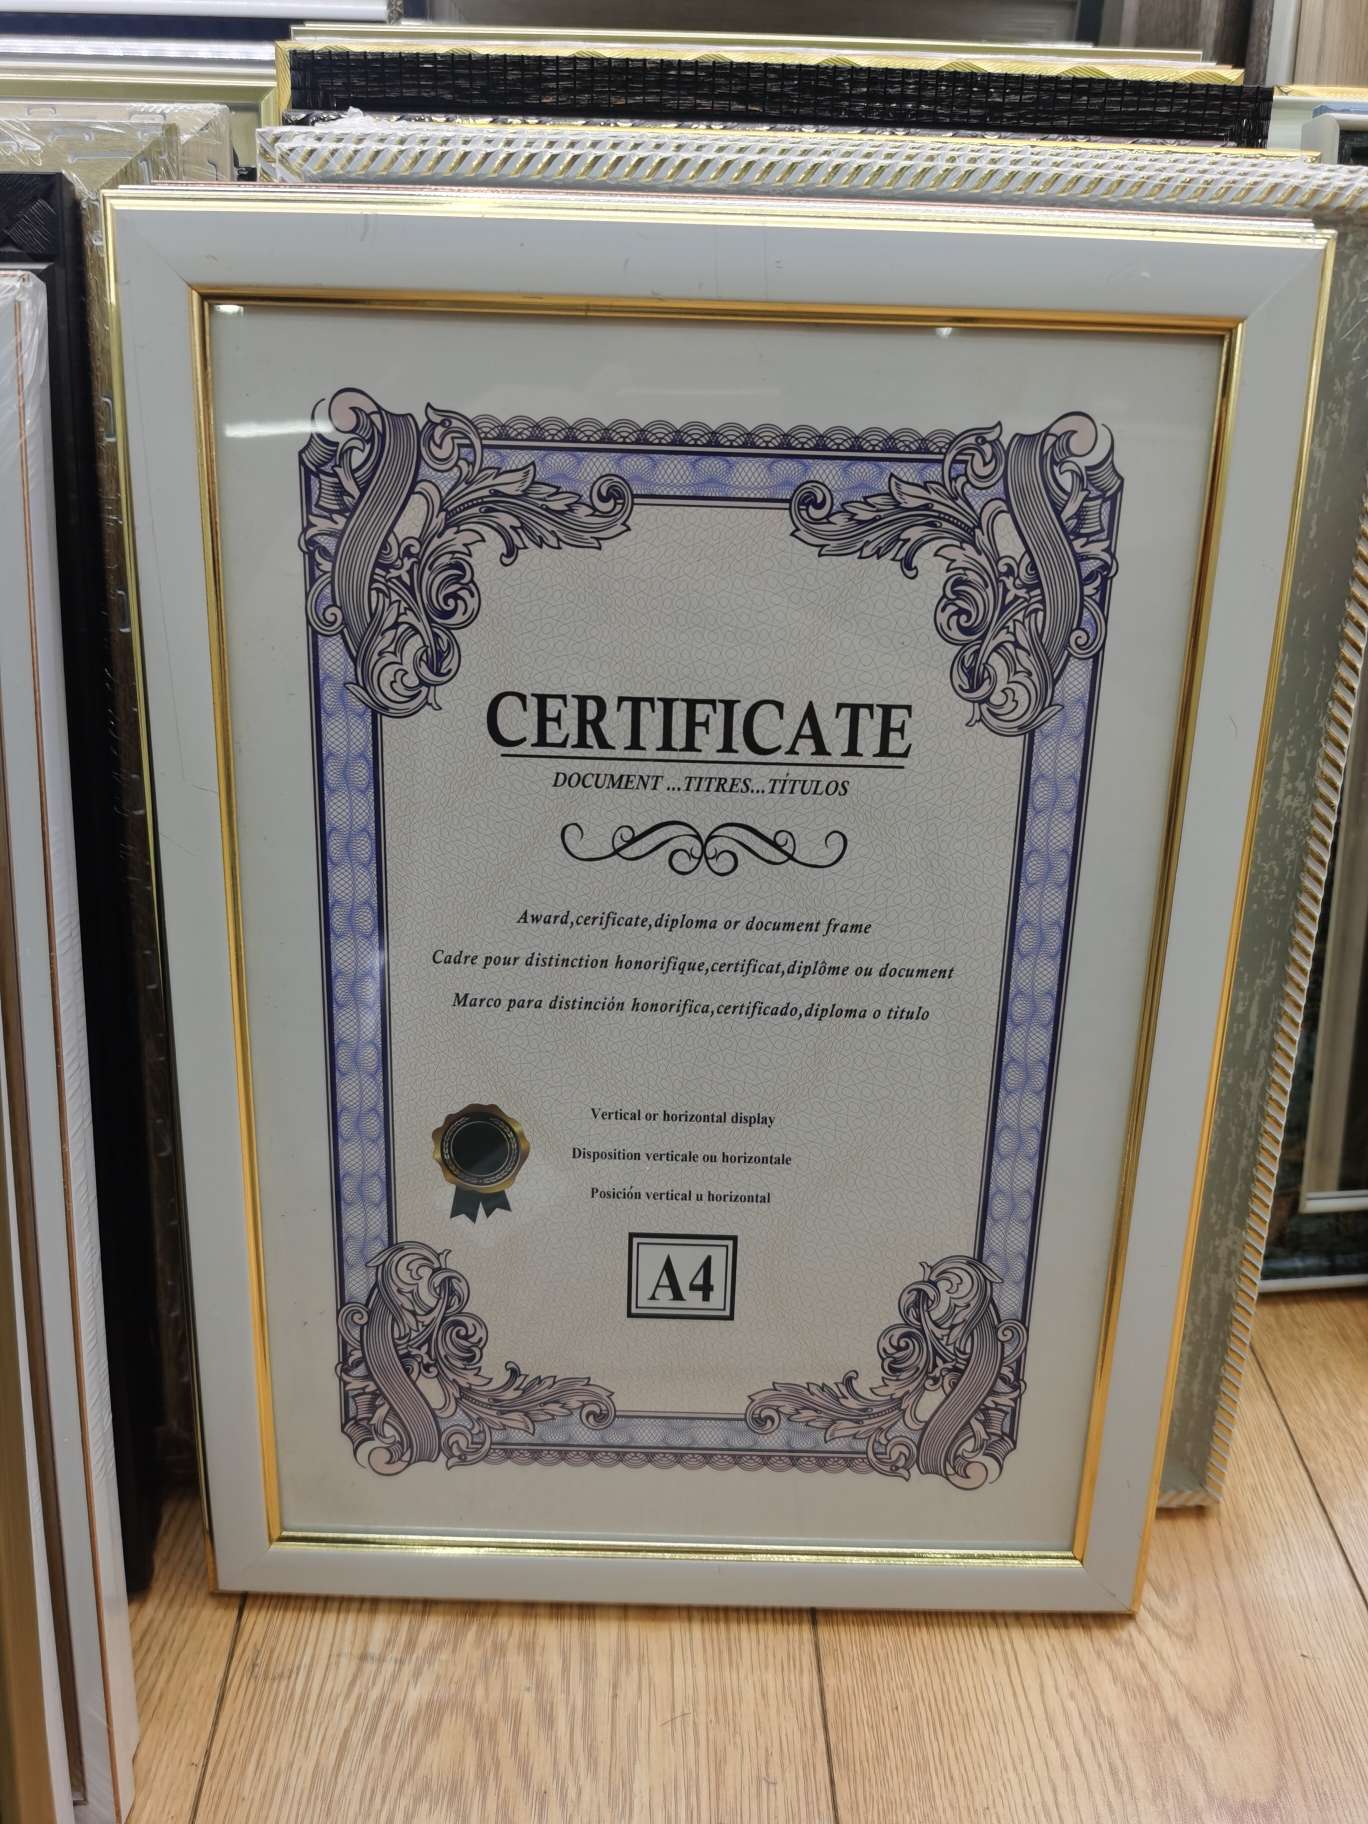 CERTIFICATE
DOCUMENT ...TITRES...TÍTULOS
Award,cerificate,diploma or document frame
Cadre pour distinction honorifique,certificat,diplôme ou document
Marco para distinción honorifica,certificado,diploma o titulo
Vertical or horizontal display
Disposition verticale ou horizontale
Posición vertical u horizontal
A4